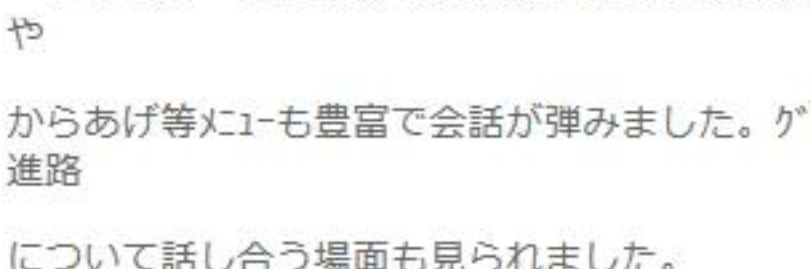 や
からあげ等ﾒﾆｭｰも豊富で会話が弾みました。ｸﾞ
進路
について話し合う場面も見られました。